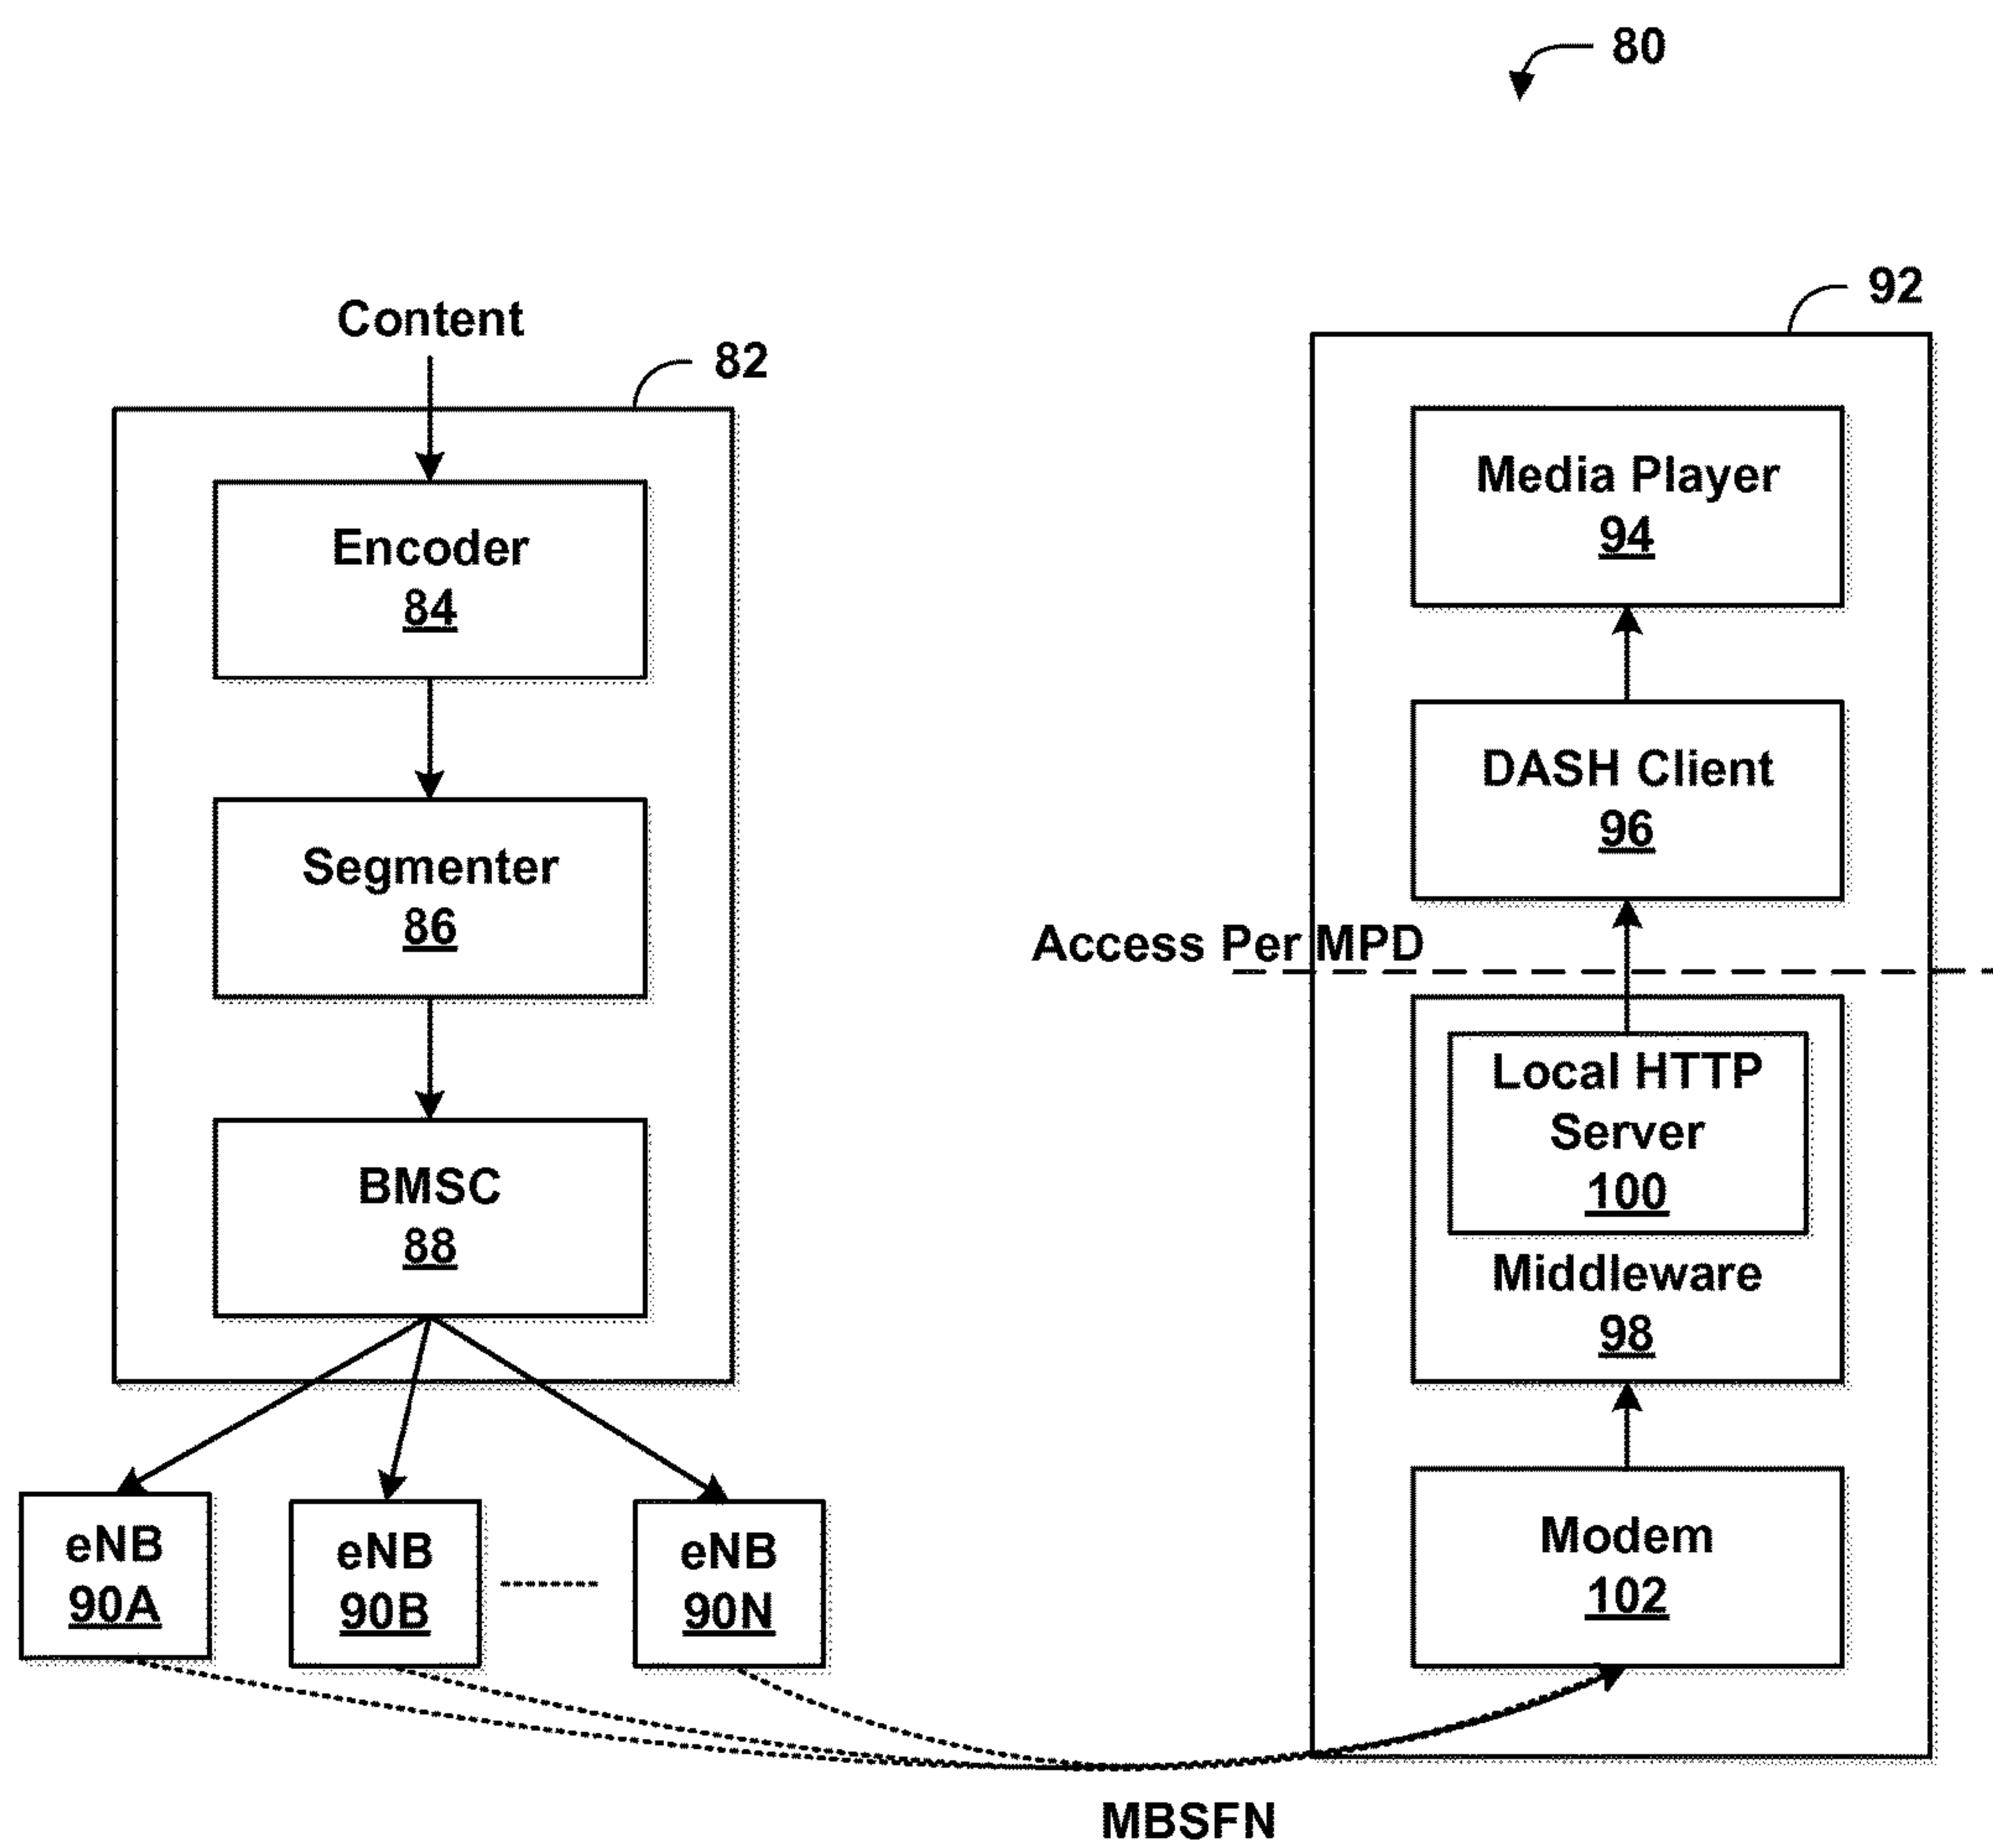 80
Content
82
Encoder
84
Segmenter
86
BMSC
88
eNB
90A
eNB
90B
eNB
90N
92
Media Player
94
DASH Client
96
Access Per MPD
Local HTTP
Server
100
Middleware
98
Modem
102
MBSFN